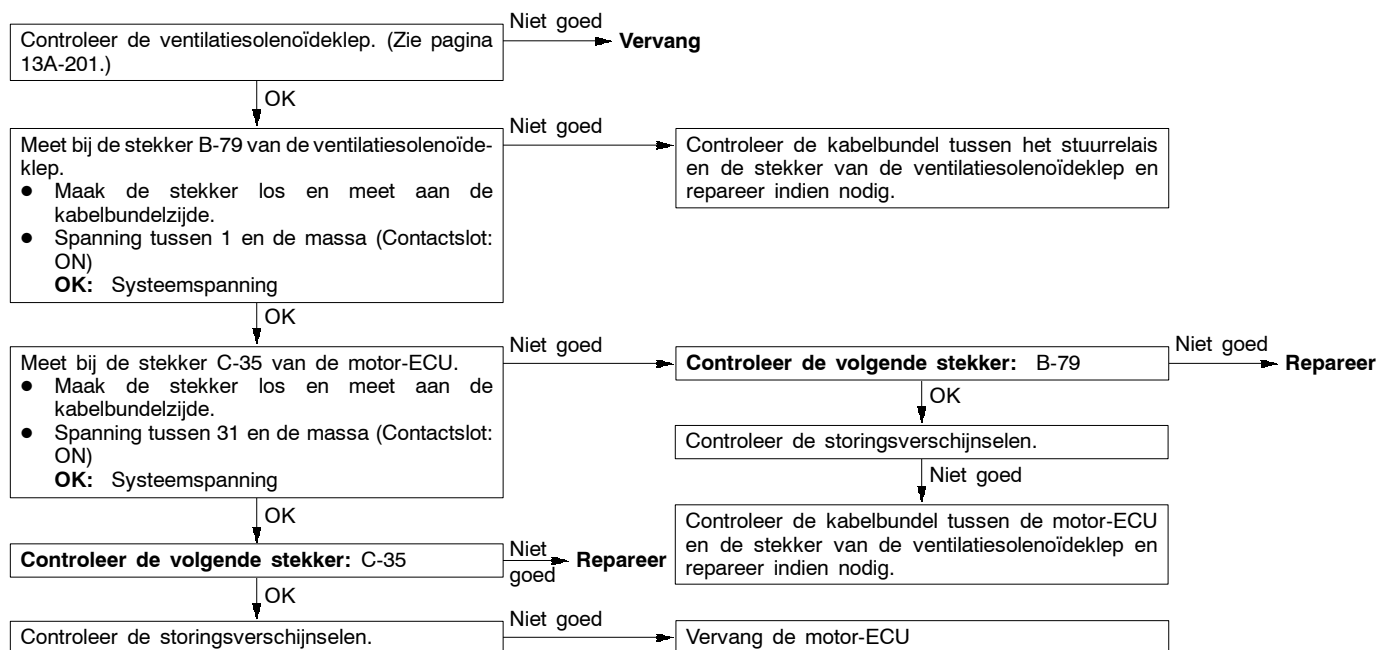 Controleer de ventilatiesolenoïdeklep. (Zie pagina
13A-201.)
Niet goed
Vervang
OK
Meet bij de stekker B-79 van de ventilatiesolenoïde-
klep.
● Maak de stekker los en meet aan de
kabelbundelzijde.
● Spanning tussen 1 en de massa (Contactslot:
ON)
OK: Systeemspanning
Niet goed
Controleer de kabelbundel tussen het stuurrelais
en de stekker van de ventilatiesolenoïdeklep en
repareer indien nodig.
OK
Meet bij de stekker C-35 van de motor-ECU.
● Maak de stekker los en meet aan de
kabelbundelzijde.
● Spanning tussen 31 en de massa (Contactslot:
ON)
OK: Systeemspanning
Niet goed
Controleer de volgende stekker: B-79
Niet goed
Repareer
OK
Controleer de storingsverschijnselen.
Niet goed
Controleer de kabelbundel tussen de motor-ECU
en de stekker van de ventilatiesolenoïdeklep en
repareer indien nodig.
OK
Controleer de volgende stekker: C-35
Niet
goed
Repareer
OK
Controleer de storingsverschijnselen.
Niet goed
Vervang de motor-ECU